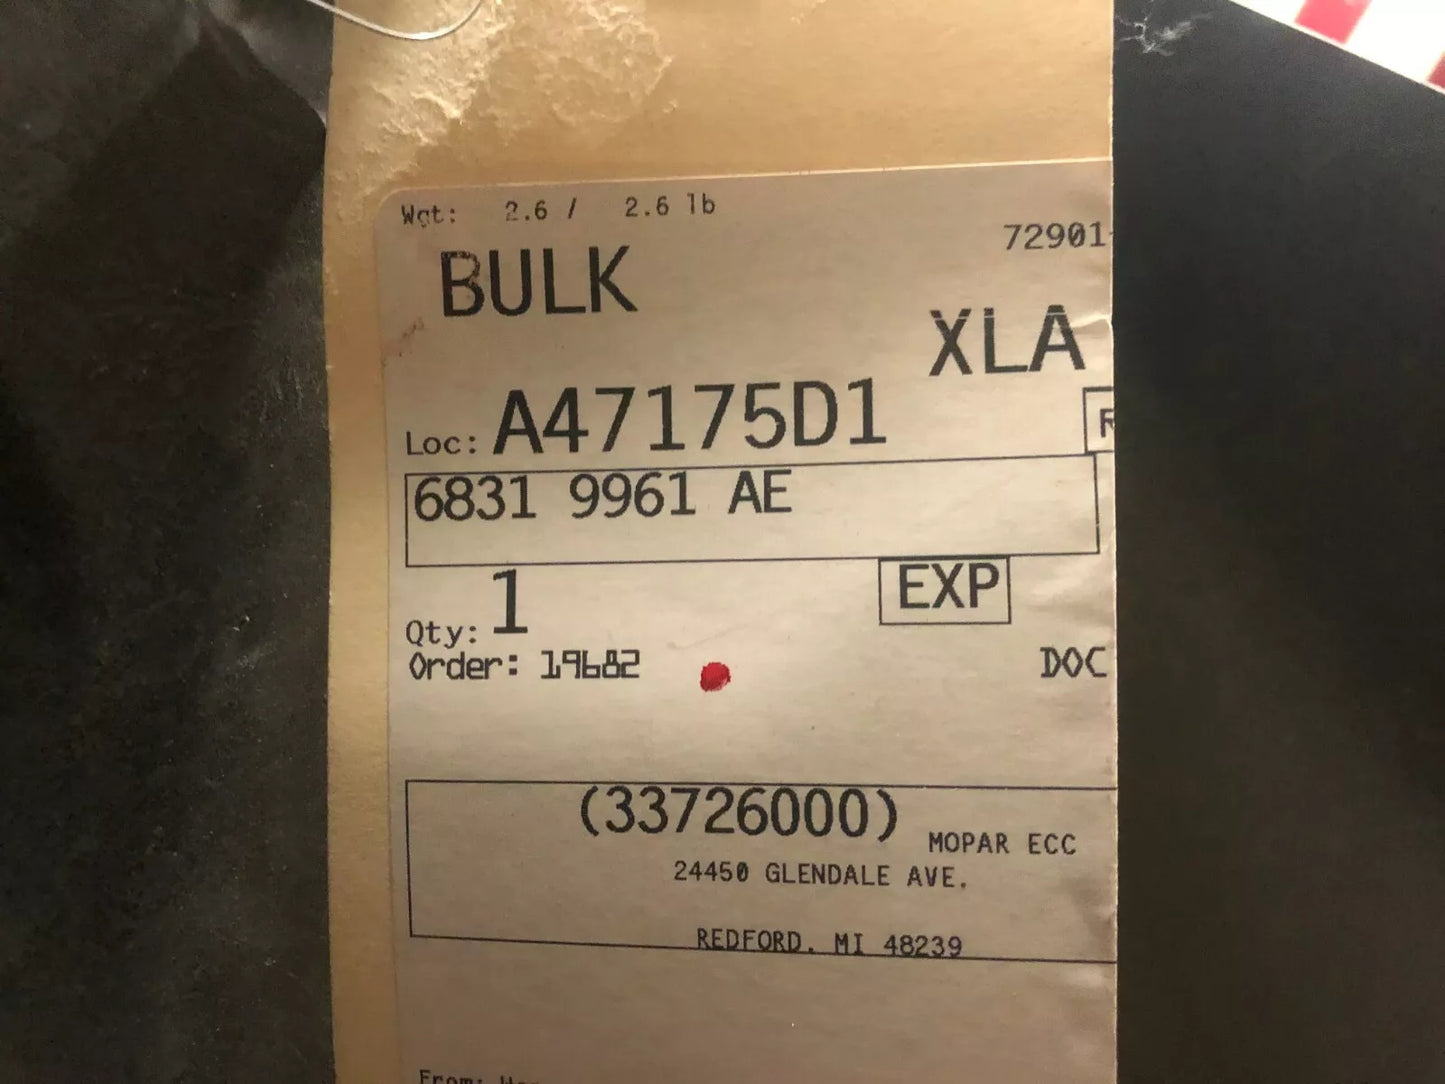 Wgt: 2.6 / 2.6 lb
72901
BULK
XLA
Loc: A47175D1
R
6831 9961 AE
Qty: 1
EXP
Order: 19682
DOC
(33726000)
MOPAR ECC
24450 GLENDALE AVE.
REDFORD. MI 48239
From: